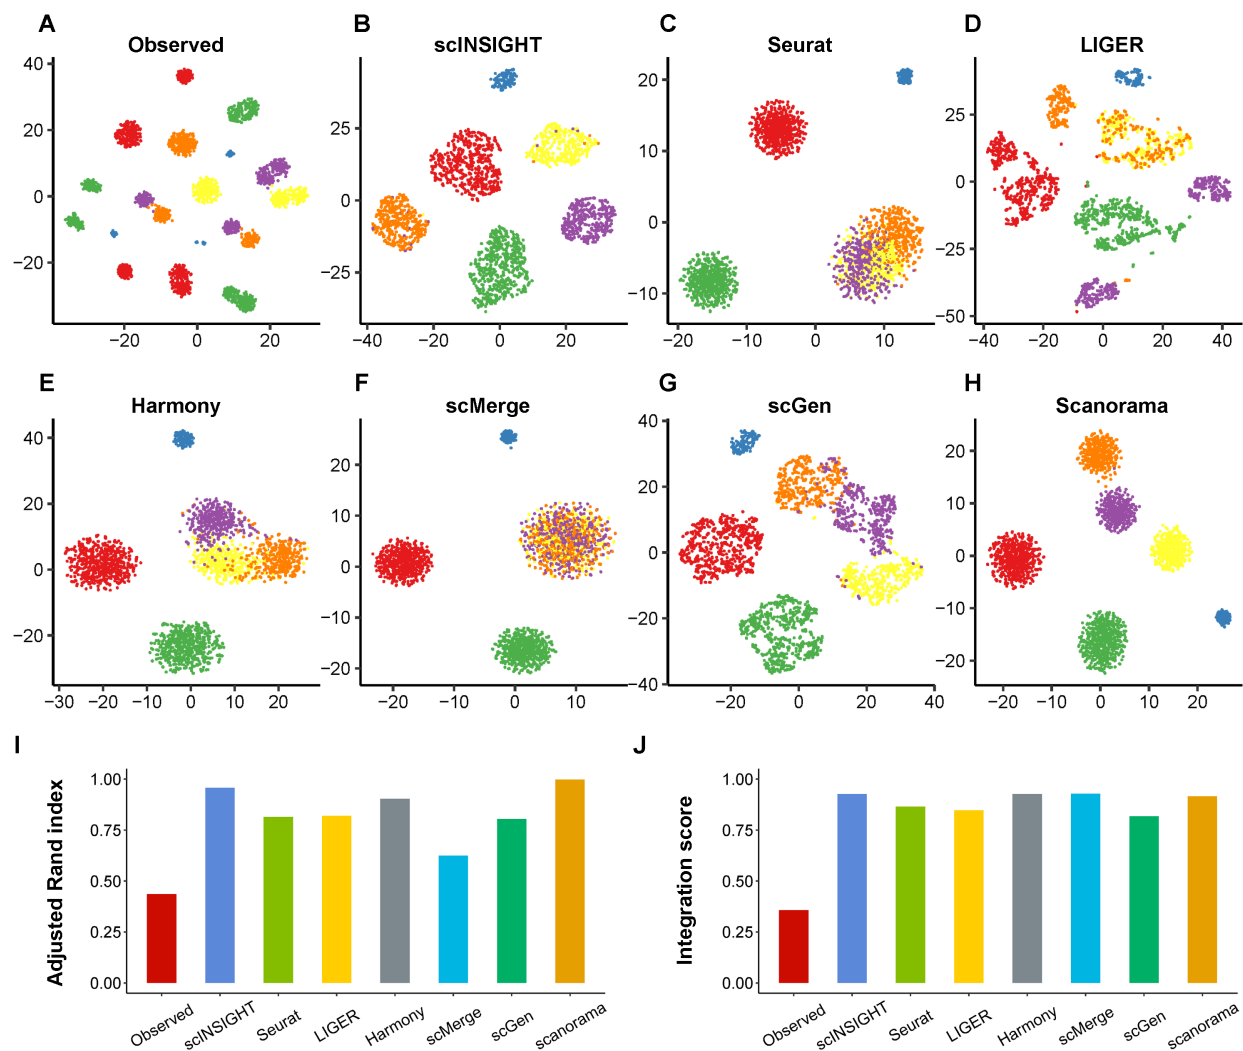 A
Observed
40
20
0
−20
−20
0
20
B
scINSIGHT
25
0
−25
−40
−20
0
20
C
Seurat
20
10
0
−10
−20
−10
0
10
D
LIGER
25
0
−25
−50
−40
−20
0
20
40
E
Harmony
40
20
0
−20
−30
−20
−10
0
10
20
F
scMerge
20
10
0
−10
−20
−20
0
10
G
scGen
40
20
0
−20
−40
−20
0
20
40
H
Scanorama
20
10
0
−10
−20
−20
−10
0
10
20
I
Adjusted Rand index
1.00
0.75
0.50
0.25
0.00
Observed
scINSIGHT
Seurat
LIGER
Harmony
scMerge
scGen
scanorama
J
Integration score
1.00
0.75
0.50
0.25
0.00
Observed
scINSIGHT
Seurat
LIGER
Harmony
scMerge
scGen
scanorama